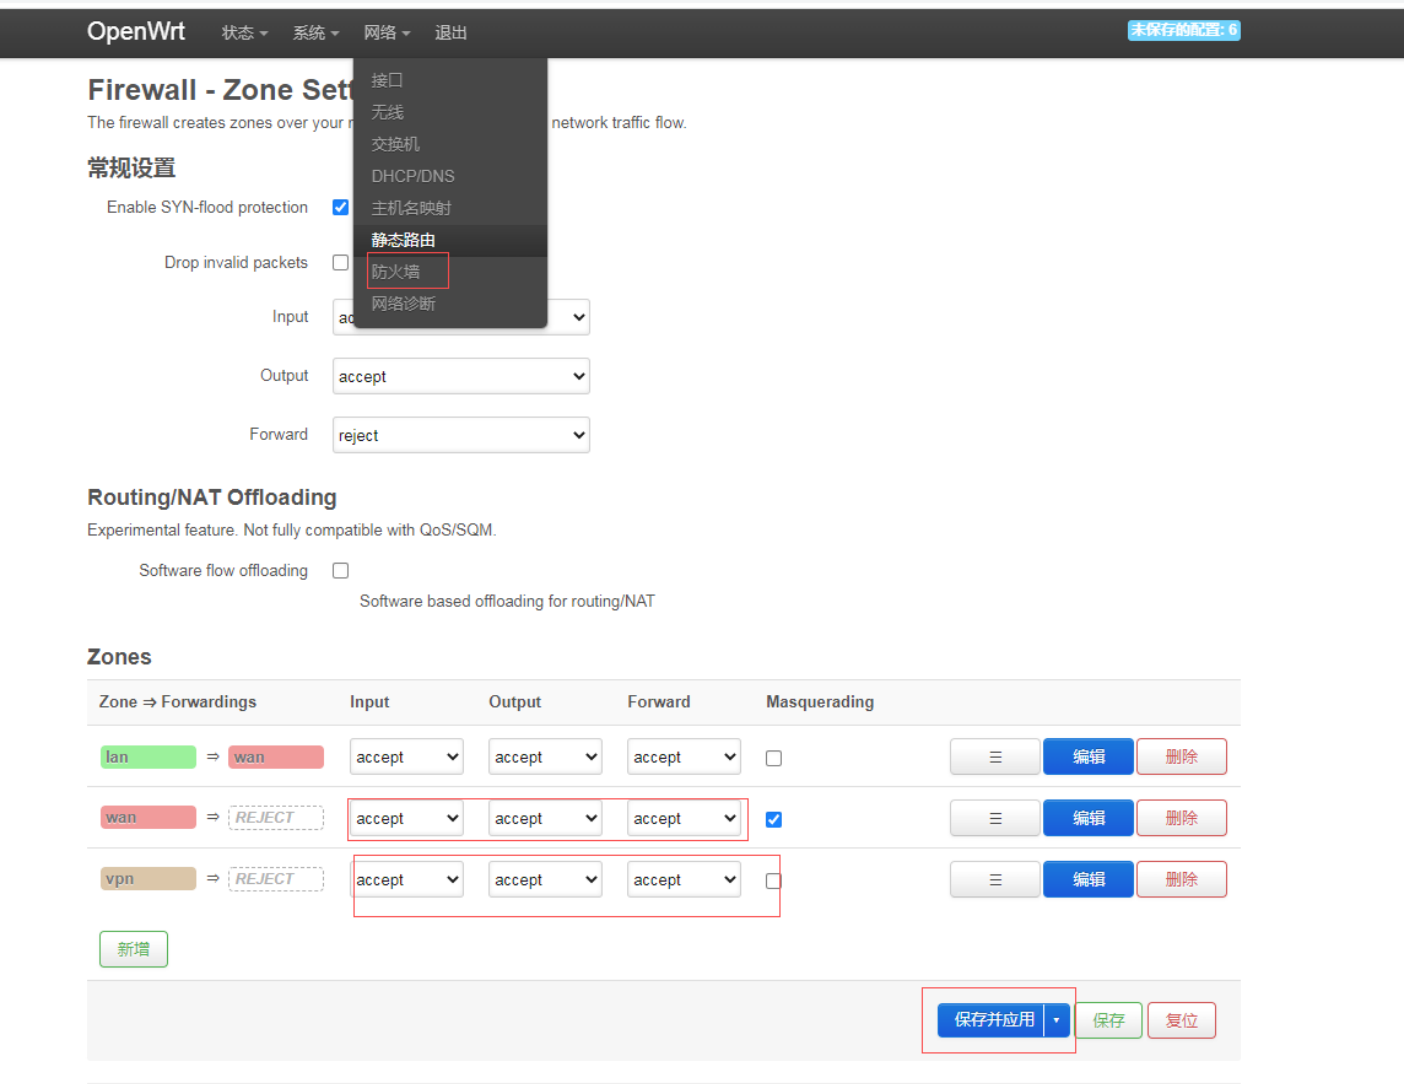 OpenWrt 状态 系统 网络 退出 未保存的配置: 6
接口
无线
交换机
DHCP/DNS
主机名映射
静态路由
防火墙
网络诊断
Firewall - Zone Sett
The firewall creates zones over your r network traffic flow.
常规设置
Enable SYN-flood protection
Drop invalid packets
Input ac
Output accept
Forward reject
Routing/NAT Offloading
Experimental feature. Not fully compatible with QoS/SQM.
Software flow offloading
Software based offloading for routing/NAT
Zones
Zone ⇒ Forwardings Input Output Forward Masquerading
lan ⇒ wan accept accept accept ☰ 编辑 删除
wan ⇒ REJECT accept accept accept ☰ 编辑 删除
vpn ⇒ REJECT accept accept accept ☰ 编辑 删除
新增
保存并应用 保存 复位